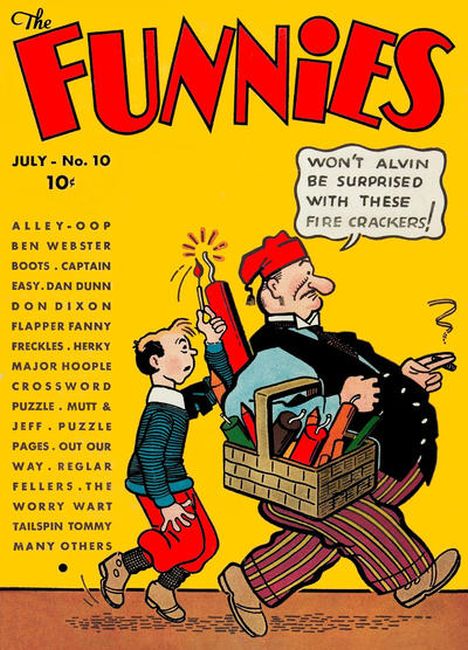 The
FUNNiES
JULY - No. 10
10¢
WON'T ALVIN
BE SURPRISED
WITH THESE
FIRE CRACKERS!
ALLEY-OOP
BEN WEBSTER
BOOTS . CAPTAIN
EASY. DAN DUNN
DON DIXON
FLAPPER FANNY
FRECKLES . HERKY
MAJOR HOOPLE
CROSSWORD
PUZZLE . MUTT &
JEFF . PUZZLE
PAGES . OUT OUR
WAY . REGLAR
FELLERS . THE
WORRY WART
TAILSPIN TOMMY
MANY OTHERS